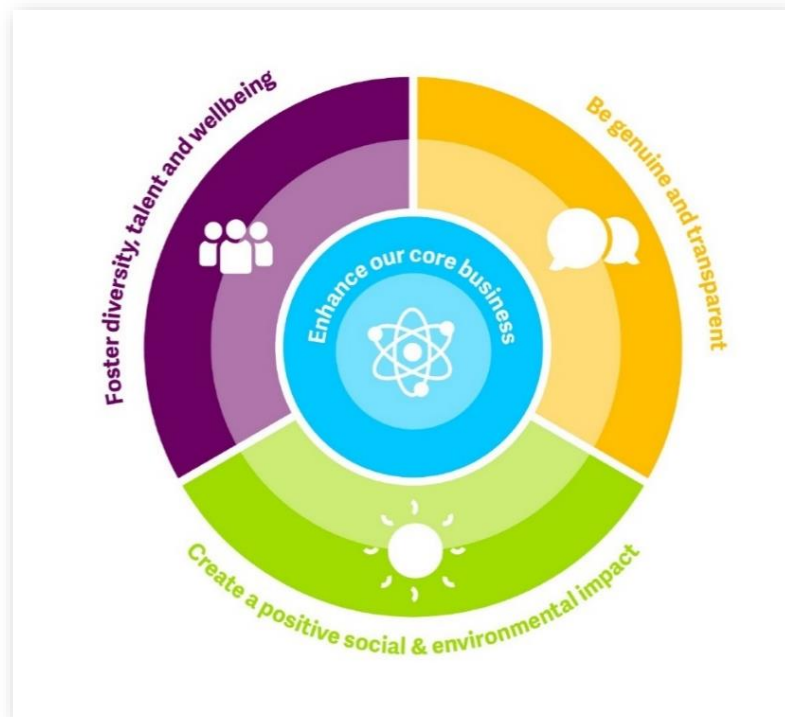 Foster diversity, talent and wellbeing
Be genuine and transparent
Enhance our core business
Create a positive social & environmental impact